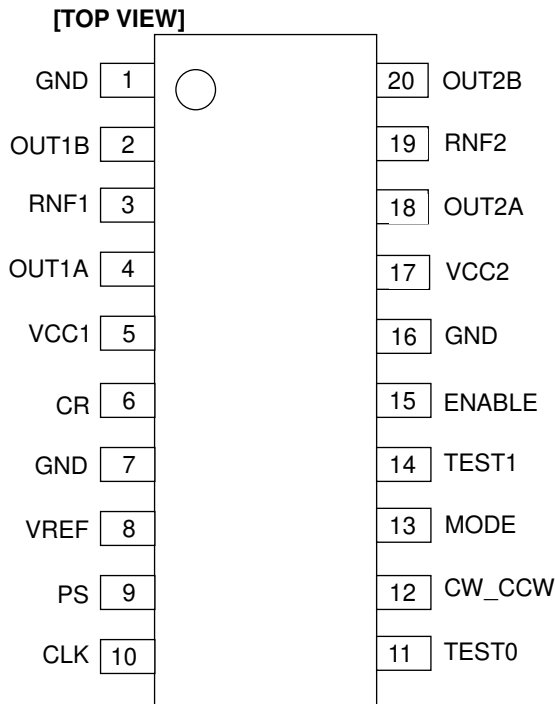 [TOP VIEW]
GND 1 20 OUT2B
OUT1B 2 19 RNF2
RNF1 3 18 OUT2A
OUT1A 4 17 VCC2
VCC1 5 16 GND
CR 6 15 ENABLE
GND 7 14 TEST1
VREF 8 13 MODE
PS 9 12 CW_CCW
CLK 10 11 TEST0